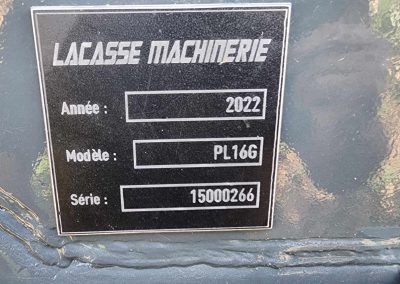 LACASSE MACHINERIE
Année : 2022
Modèle : PL16G
Série : 15000266